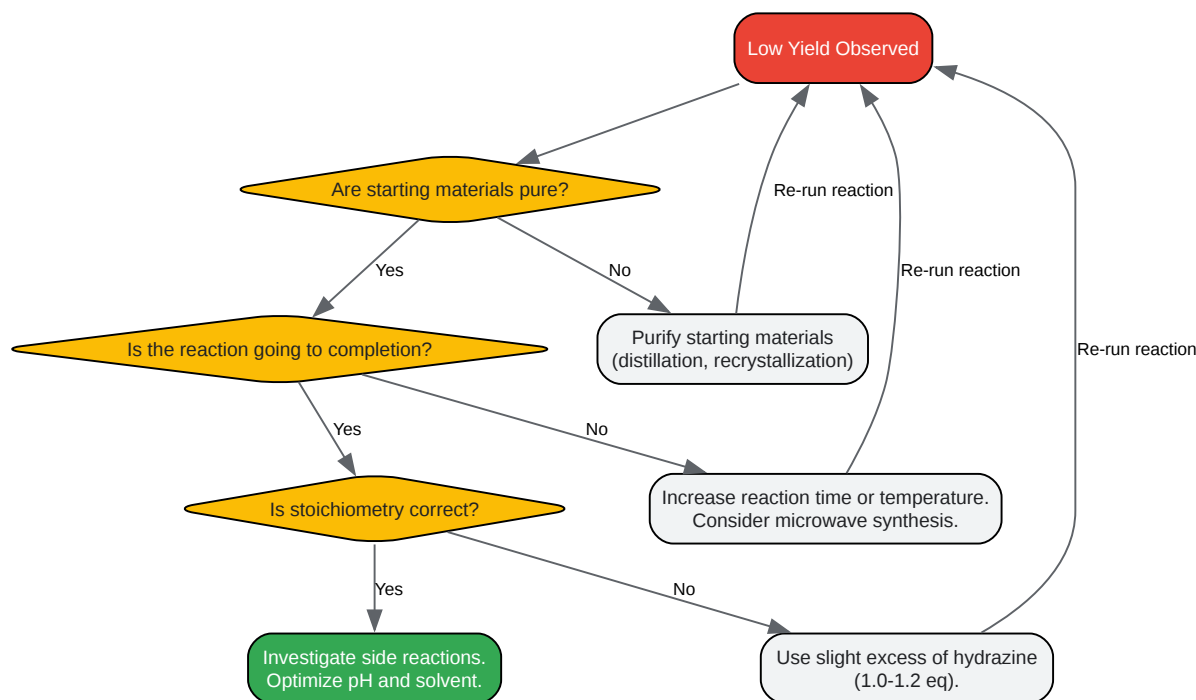 Low Yield Observed
Are starting materials pure?
Re-run reaction
Yes
No
Re-run reaction
Purify starting materials
(distillation, recrystallization)
Is the reaction going to completion?
Re-run reaction
Yes
No
Increase reaction time or temperature.
Consider microwave synthesis.
Is stoichiometry correct?
Yes
No
Investigate side reactions.
Optimize pH and solvent.
Use slight excess of hydrazine
(1.0-1.2 eq).